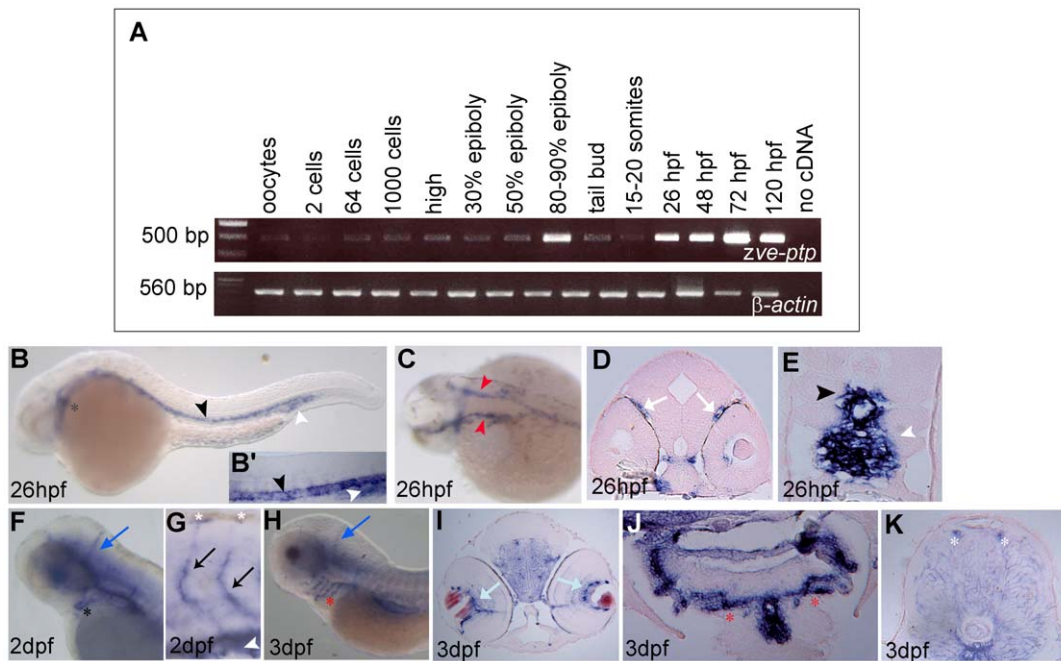 A
oocytes
2 cells
64 cells
1000 cells
high
30% epiboly
50% epiboly
80-90% epiboly
tail bud
15-20 somites
26 hpf
48 hpf
72 hpf
120 hpf
no cDNA
500 bp
zve-ptp
560 bp
β-actin
B
26hpf
B'
C
26hpf
D
26hpf
E
26hpf
F
2dpf
G
2dpf
H
3dpf
I
3dpf
J
3dpf
K
3dpf